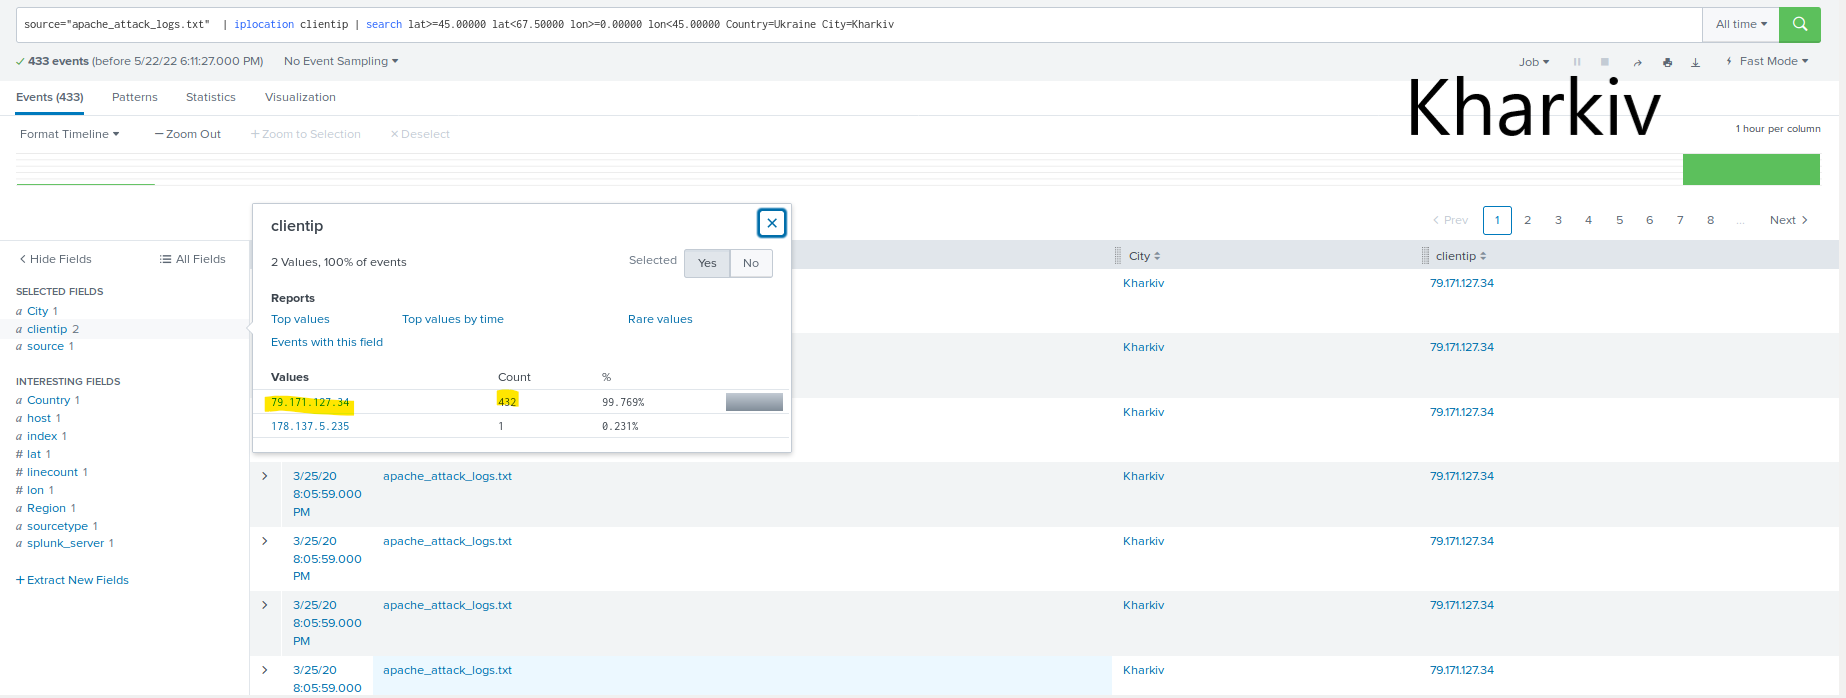 source="apache_attack_logs.txt" | iplocation clientip | search lat>=45.00000 lat<67.50000 lon>=0.00000 lon<45.00000 Country=Ukraine City=Kharkiv
All time
433 events (before 5/22/22 6:11:27.000 PM)
No Event Sampling
Job
Fast Mode
Events (433)
Patterns
Statistics
Visualization
Kharkiv
Format Timeline
— Zoom Out
+ Zoom to Selection
× Deselect
1 hour per column
< Prev
1
2
3
4
5
6
7
8
...
Next >
< Hide Fields
All Fields
SELECTED FIELDS
a City 1
a clientip 2
a source 1
INTERESTING FIELDS
a Country 1
a host 1
a index 1
# lat 1
# linecount 1
# lon 1
a Region 1
a sourcetype 1
a splunk_server 1
+ Extract New Fields
clientip
2 Values, 100% of events
Selected
Yes
No
Reports
Top values
Top values by time
Rare values
Events with this field
Values Count %
79.171.127.34 432 99.769%
178.137.5.235 1 0.231%
City
clientip
Kharkiv 79.171.127.34
Kharkiv 79.171.127.34
Kharkiv 79.171.127.34
3/25/20 apache_attack_logs.txt Kharkiv 79.171.127.34
8:05:59.000
PM
3/25/20 apache_attack_logs.txt Kharkiv 79.171.127.34
8:05:59.000
PM
3/25/20 apache_attack_logs.txt Kharkiv 79.171.127.34
8:05:59.000
PM
3/25/20 apache_attack_logs.txt Kharkiv 79.171.127.34
8:05:59.000